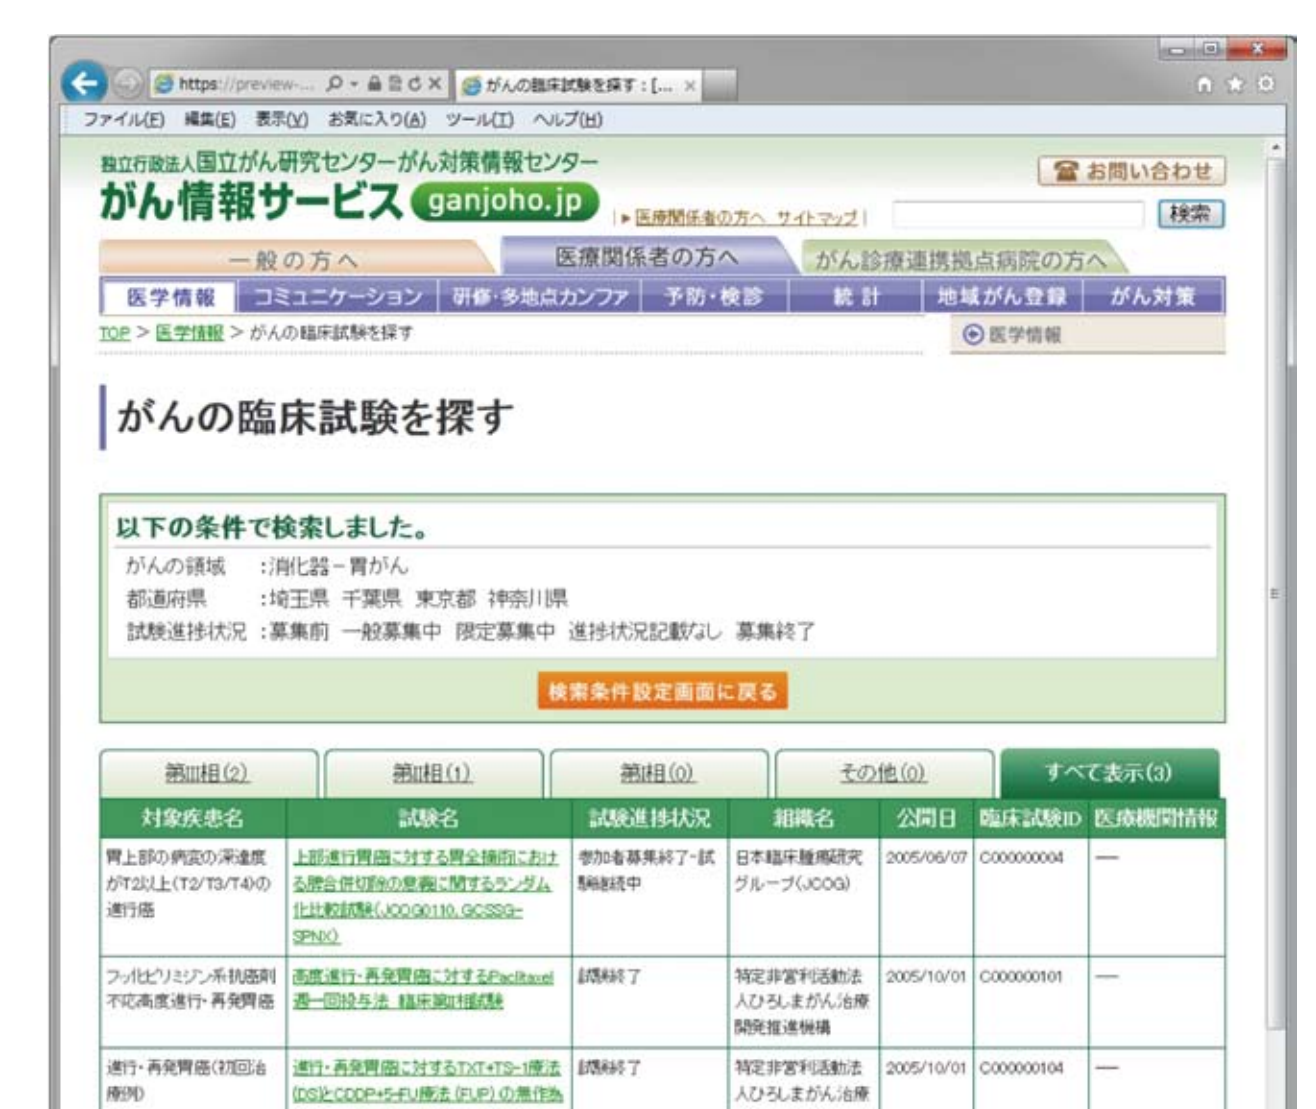 https://preview-...
がんの臨床試験を探す : [...
ファイル(F) 編集(E) 表示(V) お気に入り(A) ツール(T) ヘルプ(H)
独立行政法人国立がん研究センターがん対策情報センター
お問い合わせ
がん情報サービス ganjoho.jp
医療関係者の方へ サイトマップ
検索
一般の方へ 医療関係者の方へ がん診療連携拠点病院の方へ
医学情報 コミュニケーション 研修・多地点カンファ 予防・検診 統計 地域がん登録 がん対策
TOP > 医学情報 > がんの臨床試験を探す
医学情報
がんの臨床試験を探す
以下の条件で検索しました。
がんの領域 :消化器-胃がん
都道府県 :埼玉県 千葉県 東京都 神奈川県
試験進捗状況 :募集前 一般募集中 限定募集中 進捗状況記載なし 募集終了
検索条件設定画面に戻る
第III相(2) 第II相(1) 第I相(0) その他(0) すべて表示(3)
対象疾患名 試験名 試験進捗状況 組織名 公開日 臨床試験ID 医療機関情報
胃上部の病変の深達度 上部進行胃癌に対する胃全摘術におけ 参加者募集終了-試 日本臨床腫瘍研究 2005/06/07 C000000004 ―
がT2以上(T2/T3/T4)の る脾合併切除の意義に関するランダム 験継続中 グループ(JCOG)
進行癌 化比較試験(JCOG0110, GCSSG-
SPNX)
フッ化ピリミジン系抗癌剤 高度進行・再発胃癌に対するPaclitaxel 試験終了 特定非営利活動法 2005/10/01 C000000101 ―
不応高度進行・再発胃癌 週一回投与法 臨床第II相試験 人ひろしまがん治療
開発推進機構
進行・再発胃癌(初回治 進行・再発胃癌に対するTXT+TS-1療法 試験終了 特定非営利活動法 2005/10/01 C000000104 ―
療例) (DS)とCDDP+5-FU療法 (FUP) の無作為 人ひろしまがん治療